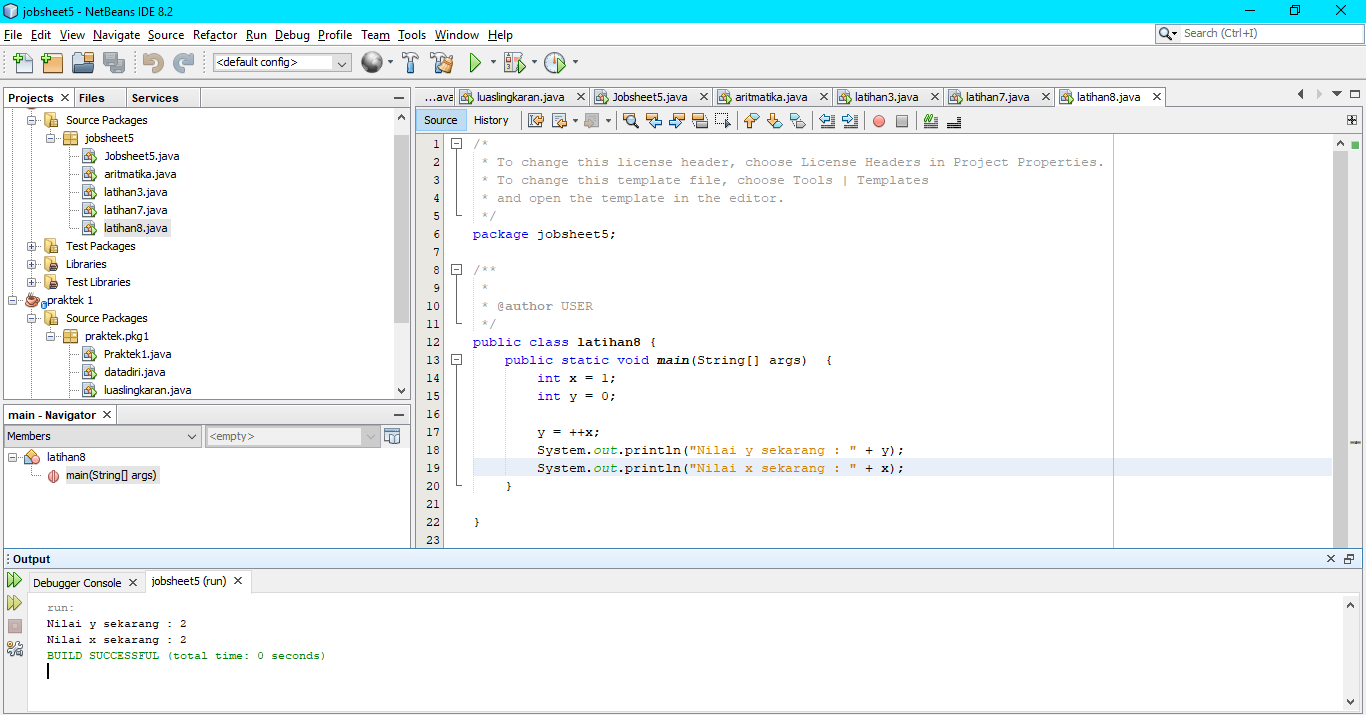 jobsheet5 - NetBeans IDE 8.2
File Edit View Navigate Source Refactor Run Debug Profile Team Tools Window Help
Search (Ctrl+I)
<default config>
Projects Files Services
Source Packages
jobsheet5
Jobsheet5.java
aritmatika.java
latihan3.java
latihan7.java
latihan8.java
Test Packages
Libraries
Test Libraries
praktek 1
Source Packages
praktek.pkg1
Praktek1.java
datadiri.java
luaslingkaran.java
main - Navigator
Members <empty>
latihan8
main(String[] args)
...ava luaslingkaran.java Jobsheet5.java aritmatika.java latihan3.java latihan7.java latihan8.java
Source History
1 /*
2 * To change this license header, choose License Headers in Project Properties.
3 * To change this template file, choose Tools | Templates
4 * and open the template in the editor.
5 */
6 package jobsheet5;
7
8 /**
9 *
10 * @author USER
11 */
12 public class latihan8 {
13 public static void main(String[] args) {
14 int x = 1;
15 int y = 0;
16
17 y = ++x;
18 System.out.println("Nilai y sekarang : " + y);
19 System.out.println("Nilai x sekarang : " + x);
20 }
21
22 }
23
Output
Debugger Console jobsheet5 (run)
run:
Nilai y sekarang : 2
Nilai x sekarang : 2
BUILD SUCCESSFUL (total time: 0 seconds)